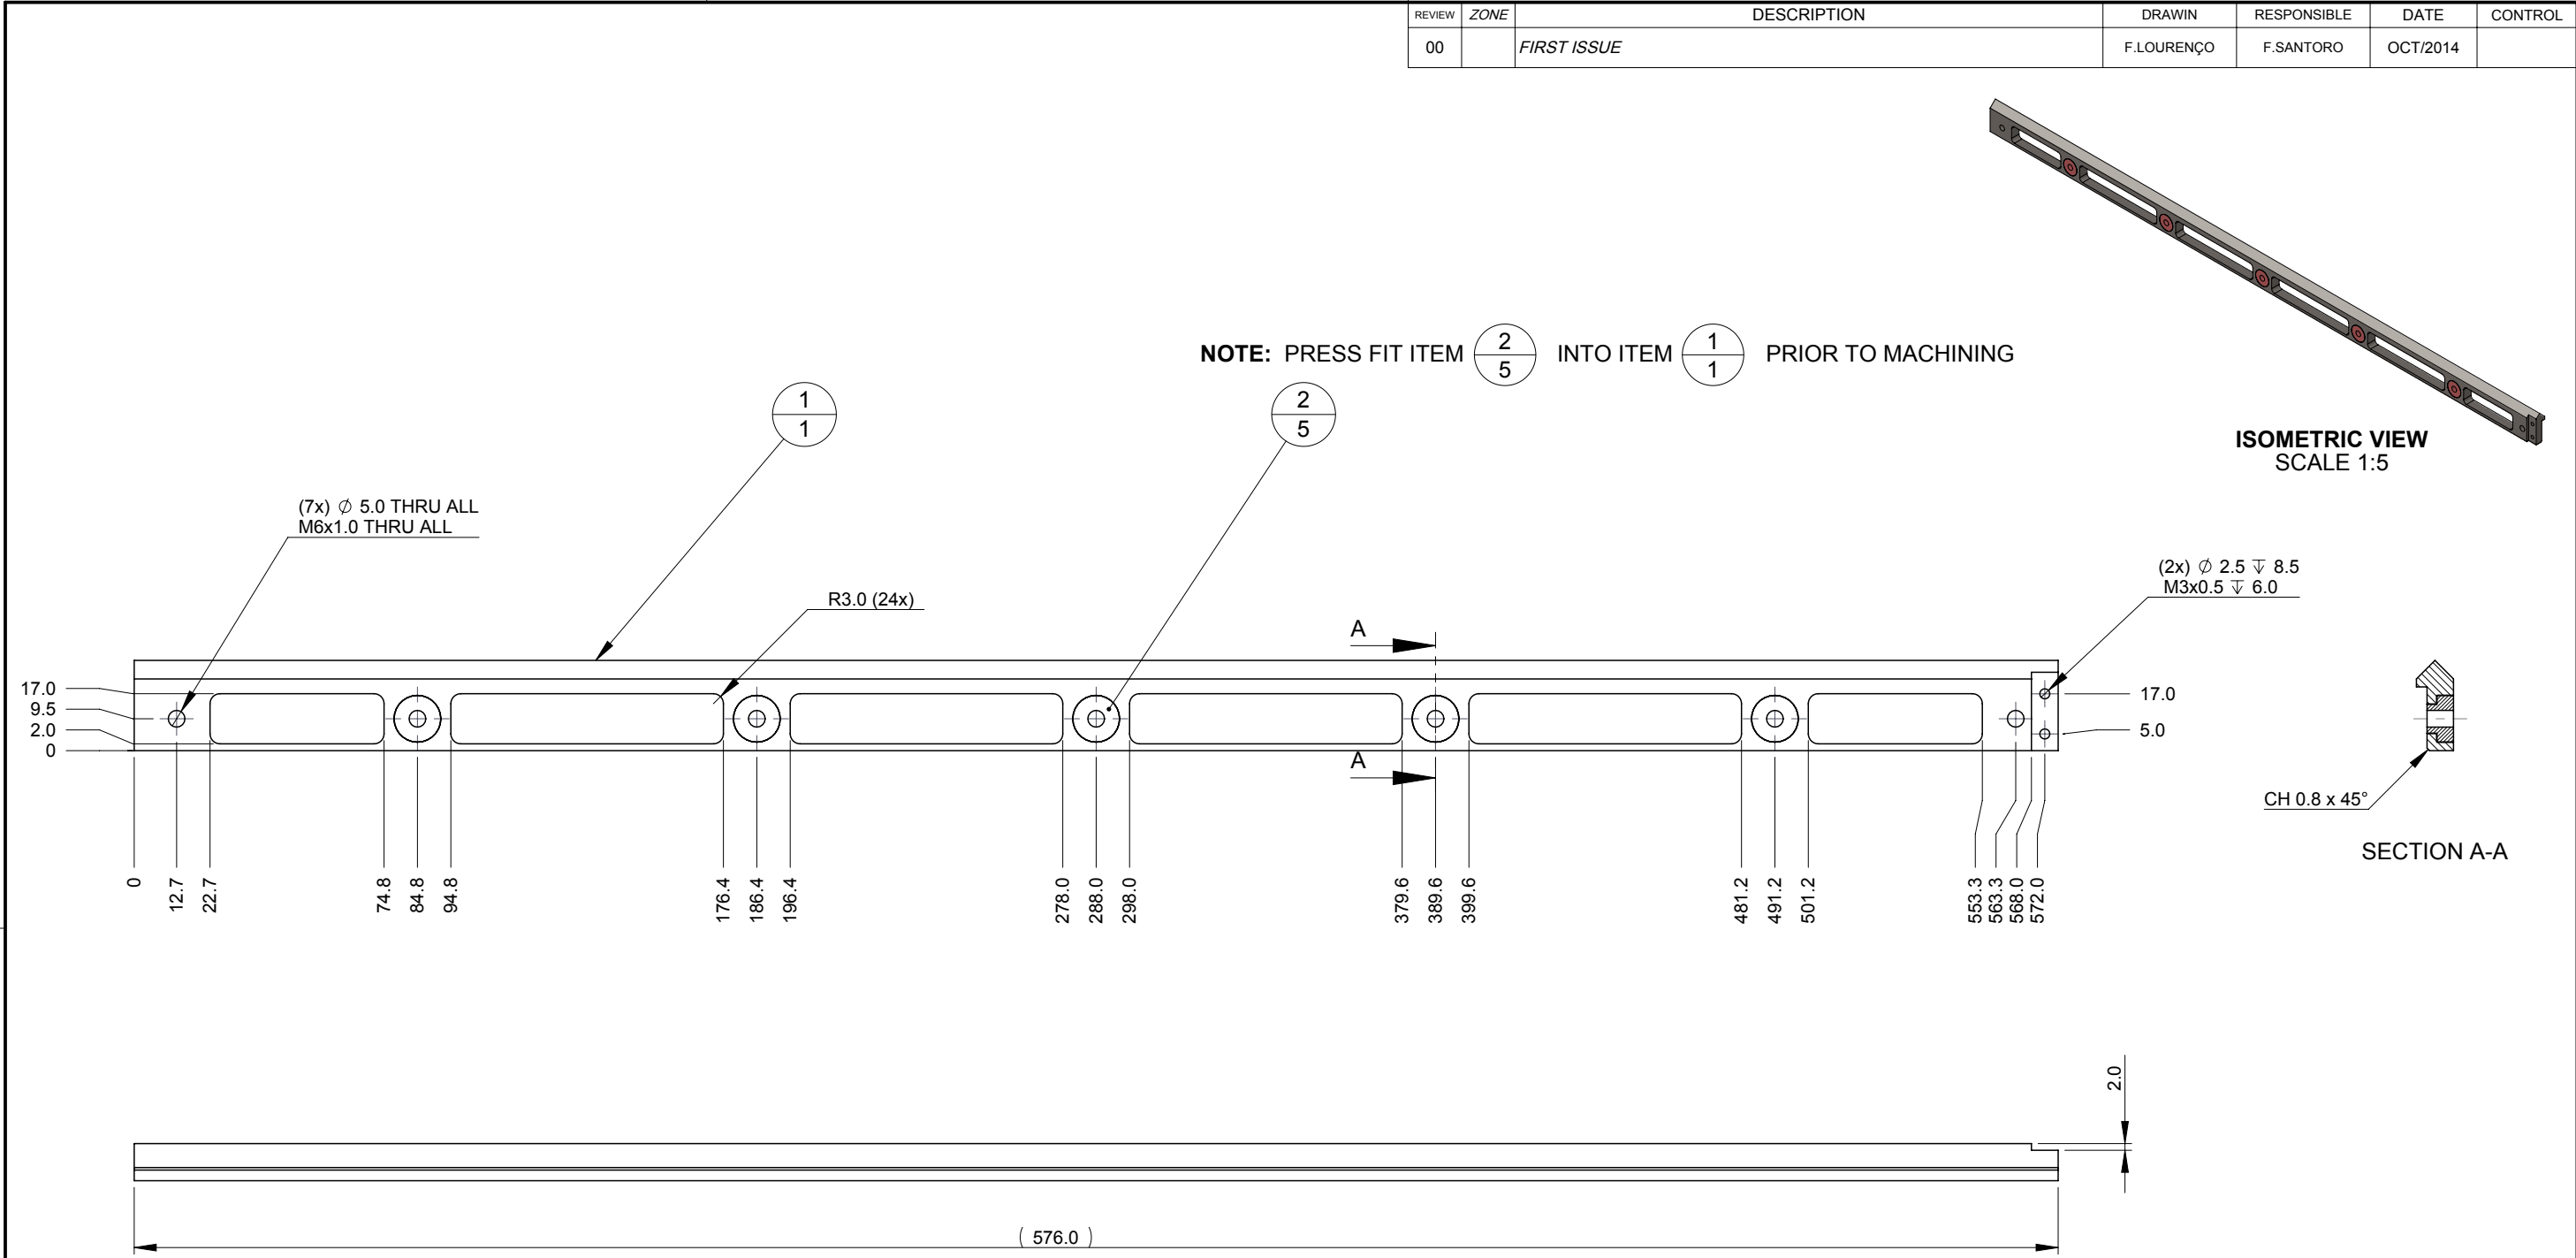 REVIEW ZONE DESCRIPTION DRAWIN RESPONSIBLE DATE CONTROL
00 FIRST ISSUE F.LOURENÇO F.SANTORO OCT/2014
NOTE: PRESS FIT ITEM 2/5 INTO ITEM 1/1 PRIOR TO MACHINING
1
1
2
5
ISOMETRIC VIEW
SCALE 1:5
(7x) ∅ 5.0 THRU ALL
M6x1.0 THRU ALL
R3.0 (24x)
(2x) ∅ 2.5 ↧ 8.5
M3x0.5 ↧ 6.0
A
17.0
9.5
2.0
0
17.0
5.0
A
CH 0.8 x 45°
SECTION A-A
0 12.7 22.7 74.8 84.8 94.8 176.4 186.4 196.4 278.0 288.0 298.0 379.6 389.6 399.6 481.2 491.2 501.2 553.3 563.3 568.0 572.0
2.0
( 576.0 )